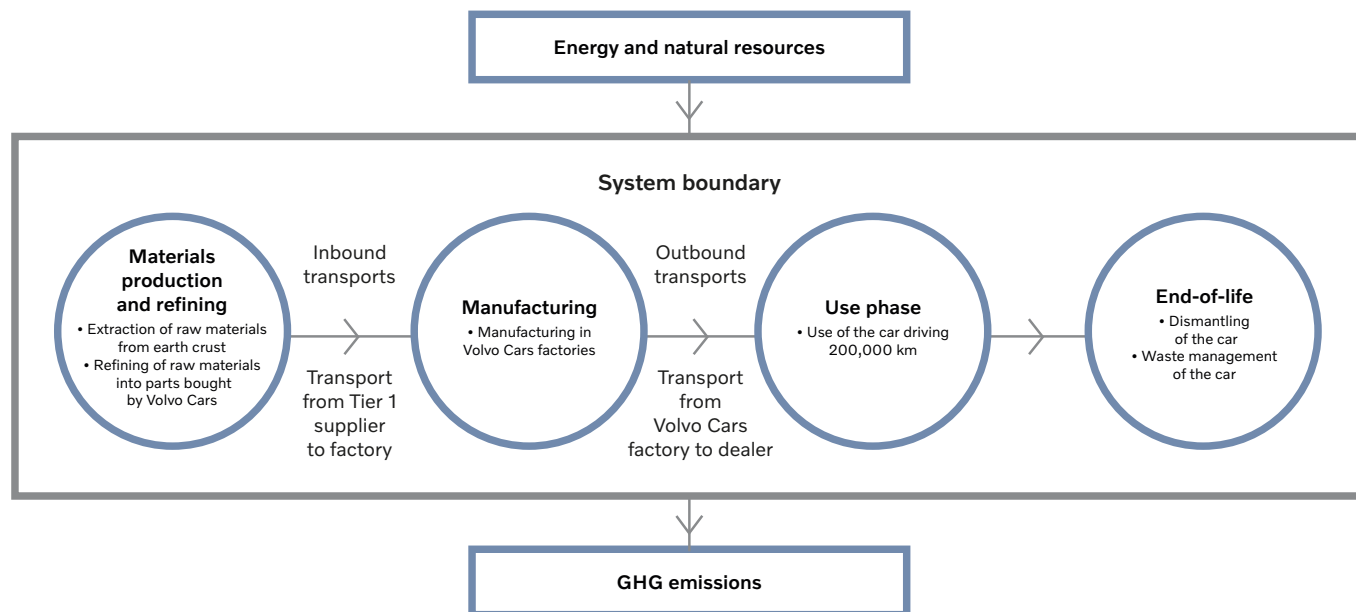 Energy and natural resources
System boundary
Materials
production
and refining
• Extraction of raw materials
from earth crust
• Refining of raw materials
into parts bought
by Volvo Cars
Inbound
transports
Transport
from Tier 1
supplier
to factory
Manufacturing
• Manufacturing in
Volvo Cars factories
Outbound
transports
Transport
from
Volvo Cars
factory to dealer
Use phase
• Use of the car driving
200,000 km
End-of-life
• Dismantling
of the car
• Waste management
of the car
GHG emissions